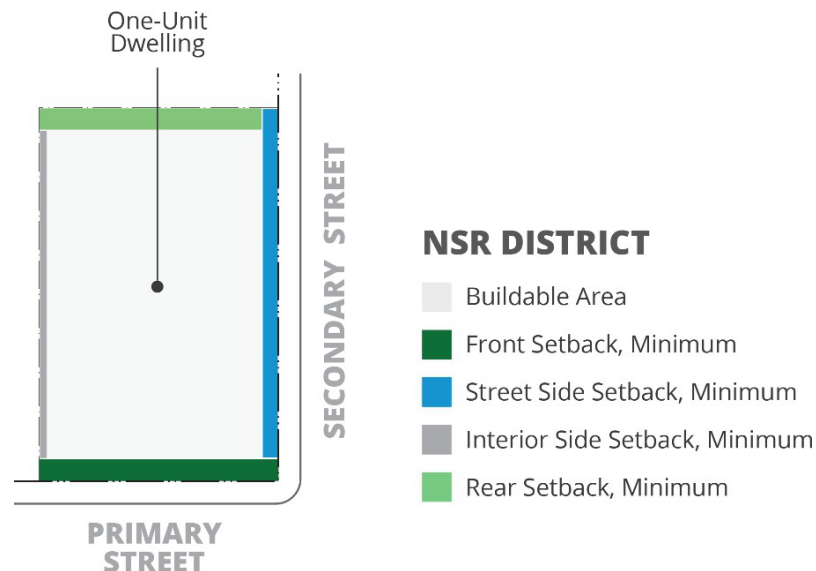 One-Unit
Dwelling
SECONDARY STREET
NSR DISTRICT
Buildable Area
Front Setback, Minimum
Street Side Setback, Minimum
Interior Side Setback, Minimum
Rear Setback, Minimum
PRIMARY
STREET